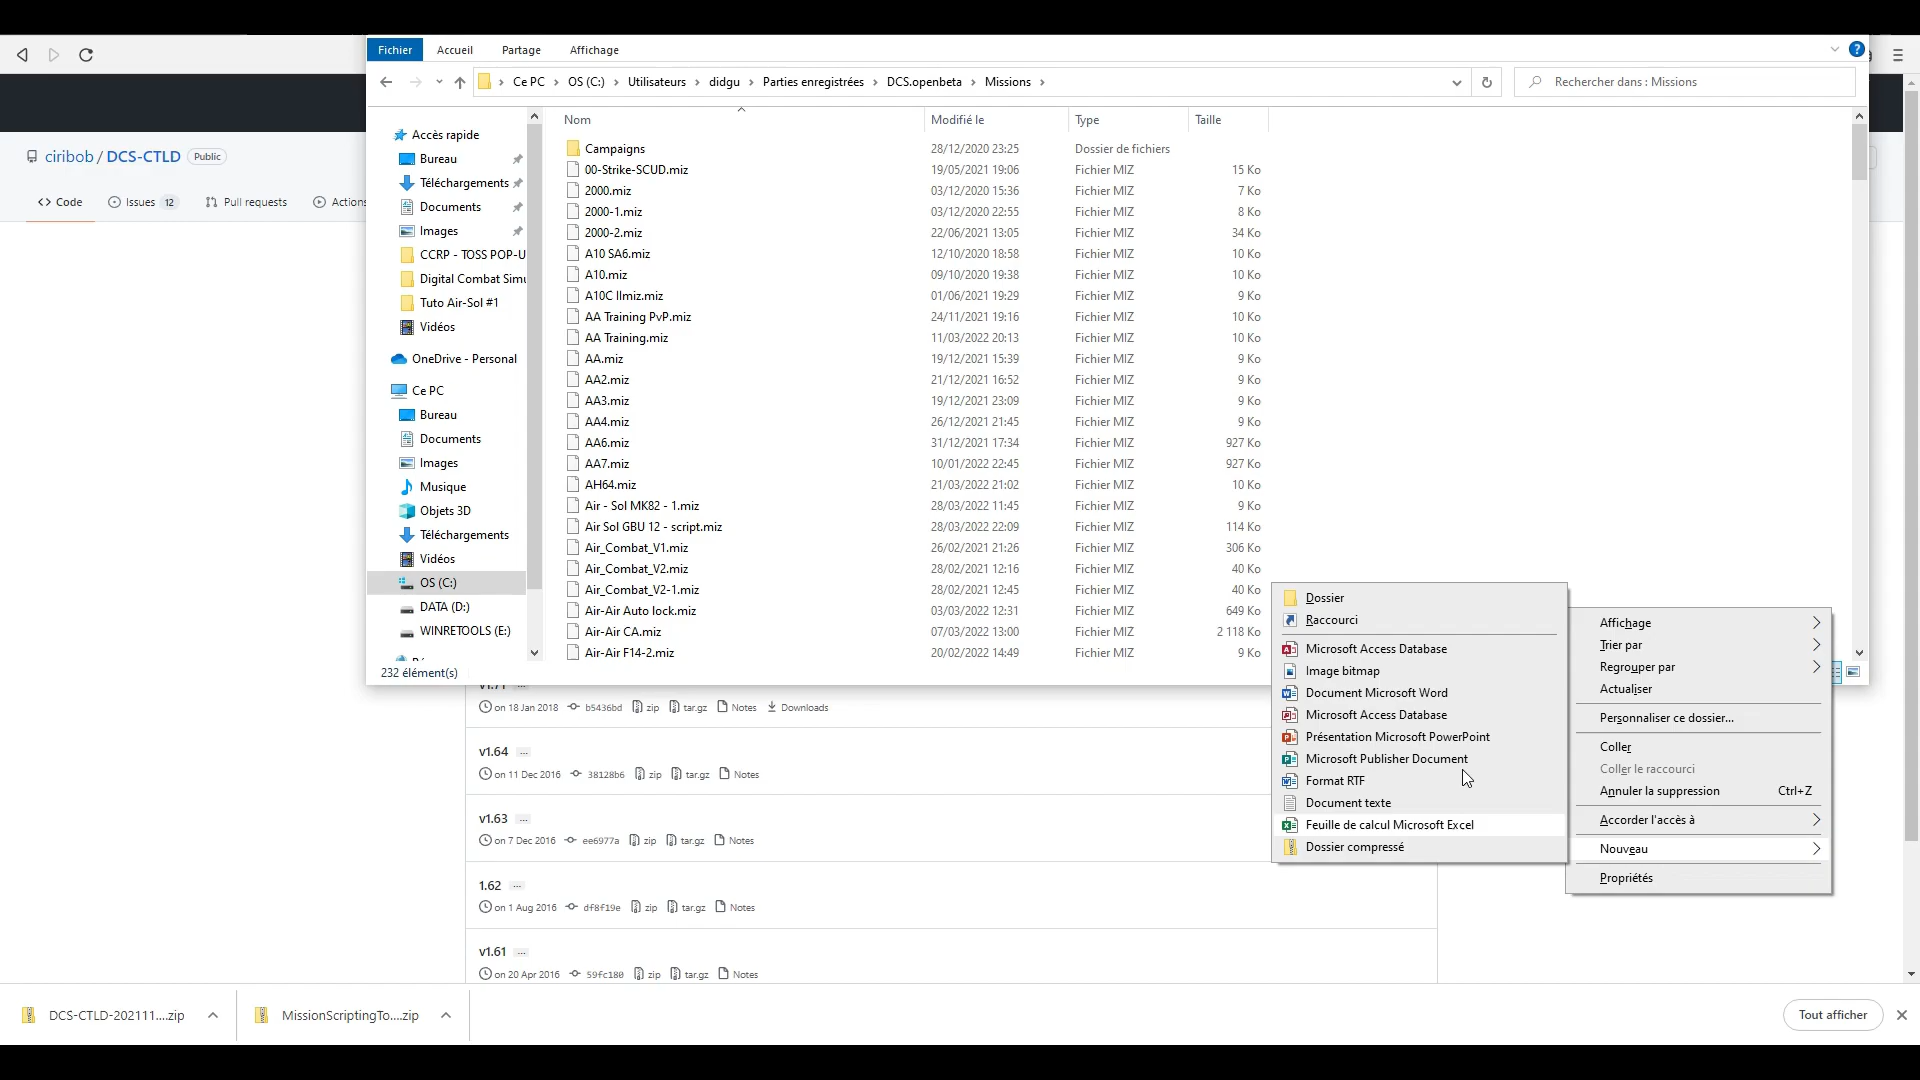 Fichier Accueil Partage Affichage
Ce PC OS (C:) Utilisateurs didgu Parties enregistrées DCS.openbeta Missions
Rechercher dans : Missions
ciribob / DCS-CTLD Public
Code Issues 12 Pull requests Actions
Accès rapide
Bureau
Téléchargements
Documents
Images
CCRP - TOSS POP-U
Digital Combat Simu
Tuto Air-Sol #1
Vidéos
OneDrive - Personal
Ce PC
Bureau
Documents
Images
Musique
Objets 3D
Téléchargements
Vidéos
OS (C:)
DATA (D:)
WINRETOOLS (E:)
232 élément(s)
Nom Modifié le Type Taille
Campaigns 28/12/2020 23:25 Dossier de fichiers
00-Strike-SCUD.miz 19/05/2021 19:06 Fichier MIZ 15 Ko
2000.miz 03/12/2020 15:36 Fichier MIZ 7 Ko
2000-1.miz 03/12/2020 22:55 Fichier MIZ 8 Ko
2000-2.miz 22/06/2021 13:05 Fichier MIZ 34 Ko
A10 SA6.miz 12/10/2020 18:58 Fichier MIZ 10 Ko
A10.miz 09/10/2020 19:38 Fichier MIZ 10 Ko
A10C IImiz.miz 01/06/2021 19:29 Fichier MIZ 9 Ko
AA Training PvP.miz 24/11/2021 19:16 Fichier MIZ 10 Ko
AA Training.miz 11/03/2022 20:13 Fichier MIZ 10 Ko
AA.miz 19/12/2021 15:39 Fichier MIZ 9 Ko
AA2.miz 21/12/2021 16:52 Fichier MIZ 9 Ko
AA3.miz 19/12/2021 23:09 Fichier MIZ 9 Ko
AA4.miz 26/12/2021 21:45 Fichier MIZ 9 Ko
AA6.miz 31/12/2021 17:34 Fichier MIZ 927 Ko
AA7.miz 10/01/2022 22:45 Fichier MIZ 927 Ko
AH64.miz 21/03/2022 21:02 Fichier MIZ 10 Ko
Air - Sol MK82 - 1.miz 28/03/2022 11:45 Fichier MIZ 9 Ko
Air Sol GBU 12 - script.miz 28/03/2022 22:09 Fichier MIZ 114 Ko
Air_Combat_V1.miz 26/02/2021 21:26 Fichier MIZ 306 Ko
Air_Combat_V2.miz 28/02/2021 12:16 Fichier MIZ 40 Ko
Air_Combat_V2-1.miz 28/02/2021 12:45 Fichier MIZ 40 Ko
Air-Air Auto lock.miz 03/03/2022 12:31 Fichier MIZ 649 Ko
Air-Air CA.miz 07/03/2022 13:00 Fichier MIZ 2 118 Ko
Air-Air F14-2.miz 20/02/2022 14:49 Fichier MIZ 9 Ko
Dossier
Raccourci
Microsoft Access Database
Image bitmap
Document Microsoft Word
Microsoft Access Database
Présentation Microsoft PowerPoint
Microsoft Publisher Document
Format RTF
Document texte
Feuille de calcul Microsoft Excel
Dossier compressé
Affichage
Trier par
Regrouper par
Actualiser
Personnaliser ce dossier...
Coller
Coller le raccourci
Annuler la suppression Ctrl+Z
Accorder l'accès à
Nouveau
Propriétés
v1.71 ...
on 18 Jan 2018 b5436bd zip tar.gz Notes Downloads
v1.64 ...
on 11 Dec 2016 38128b6 zip tar.gz Notes
v1.63 ...
on 7 Dec 2016 ee6977a zip tar.gz Notes
1.62 ...
on 1 Aug 2016 df8f19e zip tar.gz Notes
v1.61 ...
on 20 Apr 2016 59fc180 zip tar.gz Notes
DCS-CTLD-202111....zip MissionScriptingTo....zip Tout afficher